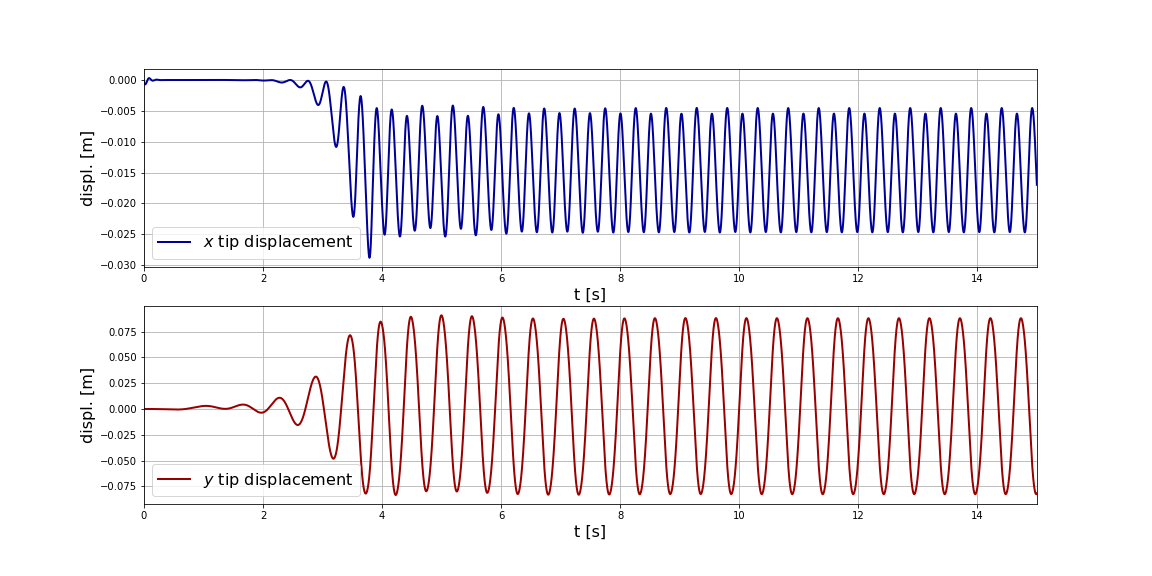 0.000
−0.005
−0.010
−0.015
−0.020
−0.025
−0.030
displ. [m]
x tip displacement
0 2 4 6 8 10 12 14
t [s]
0.075
0.050
0.025
0.000
−0.025
−0.050
−0.075
displ. [m]
y tip displacement
0 2 4 6 8 10 12 14
t [s]